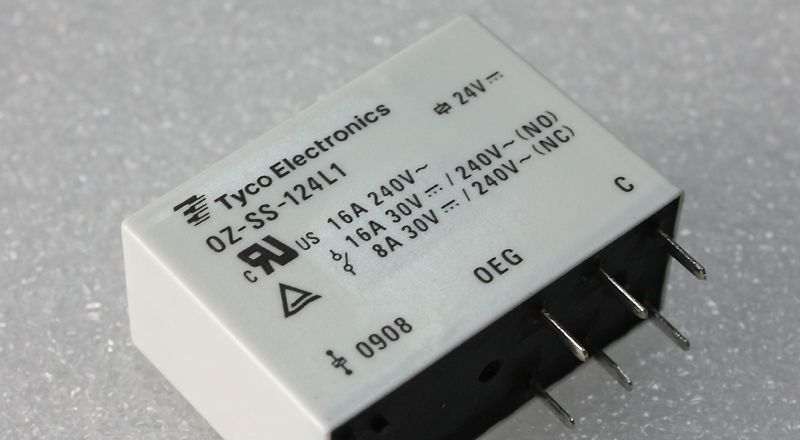 Tyco Electronics
24V⎓
OZ-SS-124L1
c RU US 16A 240V~
16A 30V⎓/240V~(NO)
8A 30V⎓/240V~(NC)
OEG
C
0908